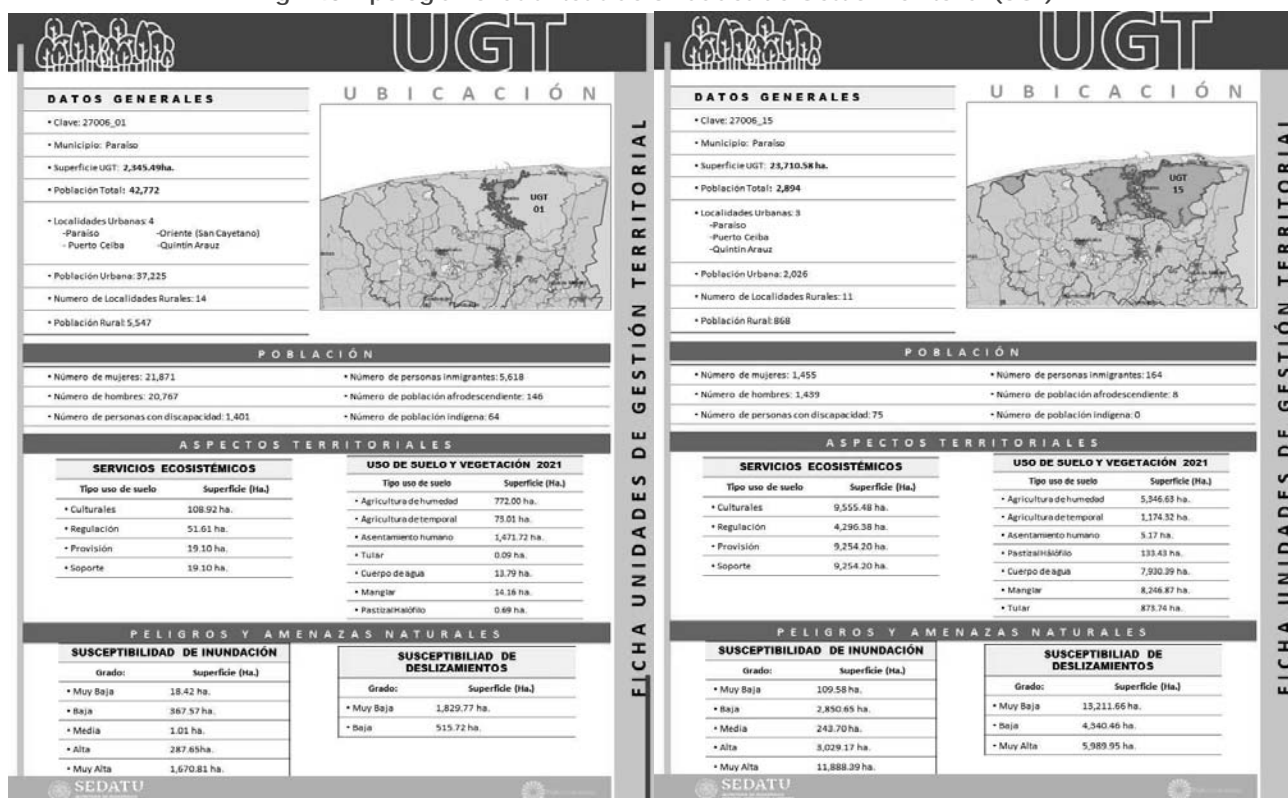 UGT
DATOS GENERALES
• Clave: 27006_01
• Municipio: Paraíso
• Superficie UGT: 2,345.49ha.
• Población Total: 42,772
• Localidades Urbanas: 4
-Paraíso -Oriente (San Cayetano)
- Puerto Ceiba -Quintín Arauz
• Población Urbana: 37,225
• Numero de Localidades Rurales: 14
• Población Rural: 5,547
UBICACIÓN
UGT
01
POBLACIÓN
• Número de mujeres: 21,871 • Número de personas inmigrantes: 5,618
• Número de hombres: 20,767 • Número de población afrodescendiente: 146
• Número de personas con discapacidad: 1,401 • Número de población indígena: 64
ASPECTOS TERRITORIALES
SERVICIOS ECOSISTÉMICOS
Tipo uso de suelo Superficie (Ha.)
• Culturales 108.92 ha.
• Regulación 51.61 ha.
• Provisión 19.10 ha.
• Soporte 19.10 ha.
USO DE SUELO Y VEGETACIÓN 2021
Tipo uso de suelo Superficie (Ha.)
• Agricultura de humedad 772.00 ha.
• Agricultura de temporal 73.01 ha.
• Asentamiento humano 1,471.72 ha.
• Tular 0.09 ha.
• Cuerpo de agua 13.79 ha.
• Manglar 14.16 ha.
• Pastizal Halófilo 0.69 ha.
PELIGROS Y AMENAZAS NATURALES
SUSCEPTIBILIDAD DE INUNDACIÓN
Grado: Superficie (Ha.)
• Muy Baja 18.42 ha.
• Baja 367.57 ha.
• Media 1.01 ha.
• Alta 287.65ha.
• Muy Alta 1,670.81 ha.
SUSCEPTIBILIAD DE
DESLIZAMIENTOS
Grado: Superficie (Ha.)
• Muy Baja 1,829.77 ha.
• Baja 515.72 ha.
SEDATU
FICHA UNIDADES DE GESTIÓN TERRITORIAL
UGT
DATOS GENERALES
• Clave: 27006_15
• Municipio: Paraíso
• Superficie UGT: 23,710.58 ha.
• Población Total: 2,894
• Localidades Urbanas: 3
-Paraíso
-Puerto Ceiba
-Quintín Arauz
• Población Urbana: 2,026
• Numero de Localidades Rurales: 11
• Población Rural: 868
UBICACIÓN
UGT
15
POBLACIÓN
• Número de mujeres: 1,455 • Número de personas inmigrantes: 164
• Número de hombres: 1,439 • Número de población afrodescendiente: 8
• Número de personas con discapacidad: 75 • Número de población indígena: 0
ASPECTOS TERRITORIALES
SERVICIOS ECOSISTÉMICOS
Tipo uso de suelo Superficie (Ha.)
• Culturales 9,555.48 ha.
• Regulación 4,296.38 ha.
• Provisión 9,254.20 ha.
• Soporte 9,254.20 ha.
USO DE SUELO Y VEGETACIÓN 2021
Tipo uso de suelo Superficie (Ha.)
• Agricultura de humedad 5,346.63 ha.
• Agricultura de temporal 1,174.32 ha.
• Asentamiento humano 5.17 ha.
• Pastizal Hálófilo 133.43 ha.
• Cuerpo de agua 7,930.39 ha.
• Manglar 8,246.87 ha.
• Tular 873.74 ha.
PELIGROS Y AMENAZAS NATURALES
SUSCEPTIBILIDAD DE INUNDACIÓN
Grado: Superficie (Ha.)
• Muy Baja 109.58 ha.
• Baja 2,850.65 ha.
• Media 243.70 ha.
• Alta 3,029.17 ha.
• Muy Alta 11,888.39 ha.
SUSCEPTIBILIAD DE
DESLIZAMIENTOS
Grado: Superficie (Ha.)
• Muy Baja 13,211.66 ha.
• Baja 4,340.46 ha.
• Muy Alta 5,989.95 ha.
SEDATU
FICHA UNIDADES DE GESTIÓN TERRITORIAL